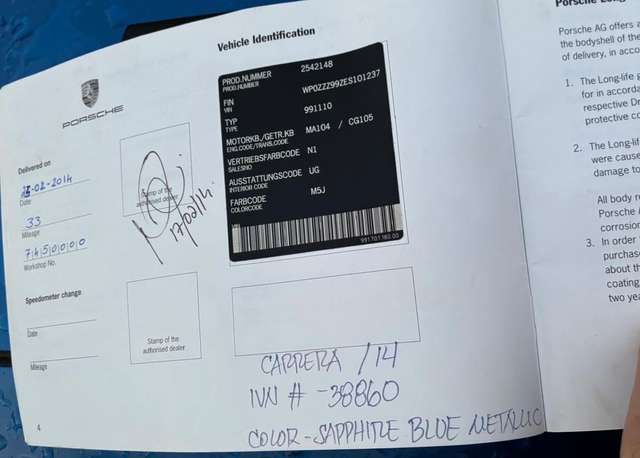 PORSCHE
Delivered on
-02-2014
Date
33
Mileage
7450000
Workshop No.
Stamp of the
authorised dealer
17/02/14
Speedometer change
Date
Mileage
Stamp of the
authorised dealer
4
Vehicle Identification
PROD.NUMMER 2542148
PROD.NUMBER
FIN WP0ZZZ99ZES101237
VIN
TYP 991110
TYPE
MOTORKB./GETR.KB MA104 / CG105
ENG.CODE/TRANS.CODE
VERTRIEBSFARBCODE N1
SALESNO
AUSSTATTUNGSCODE UG
INTERIOR CODE
FARBCODE M5J
COLORCODE
991 701 160 00
CARRERA /14
IVN # -38860
COLOR-SAPPHIRE BLUE METALLIC
Porsche Long
Porsche AG offers a
the bodyshell of the
of delivery, in acco
1. The Long-life
for in accorda
respective Dr
protective co
2. The Long-lif
were cause
damage to
All body re
Porsche
corrosion
3. In order
purchase
about th
coating
two yea